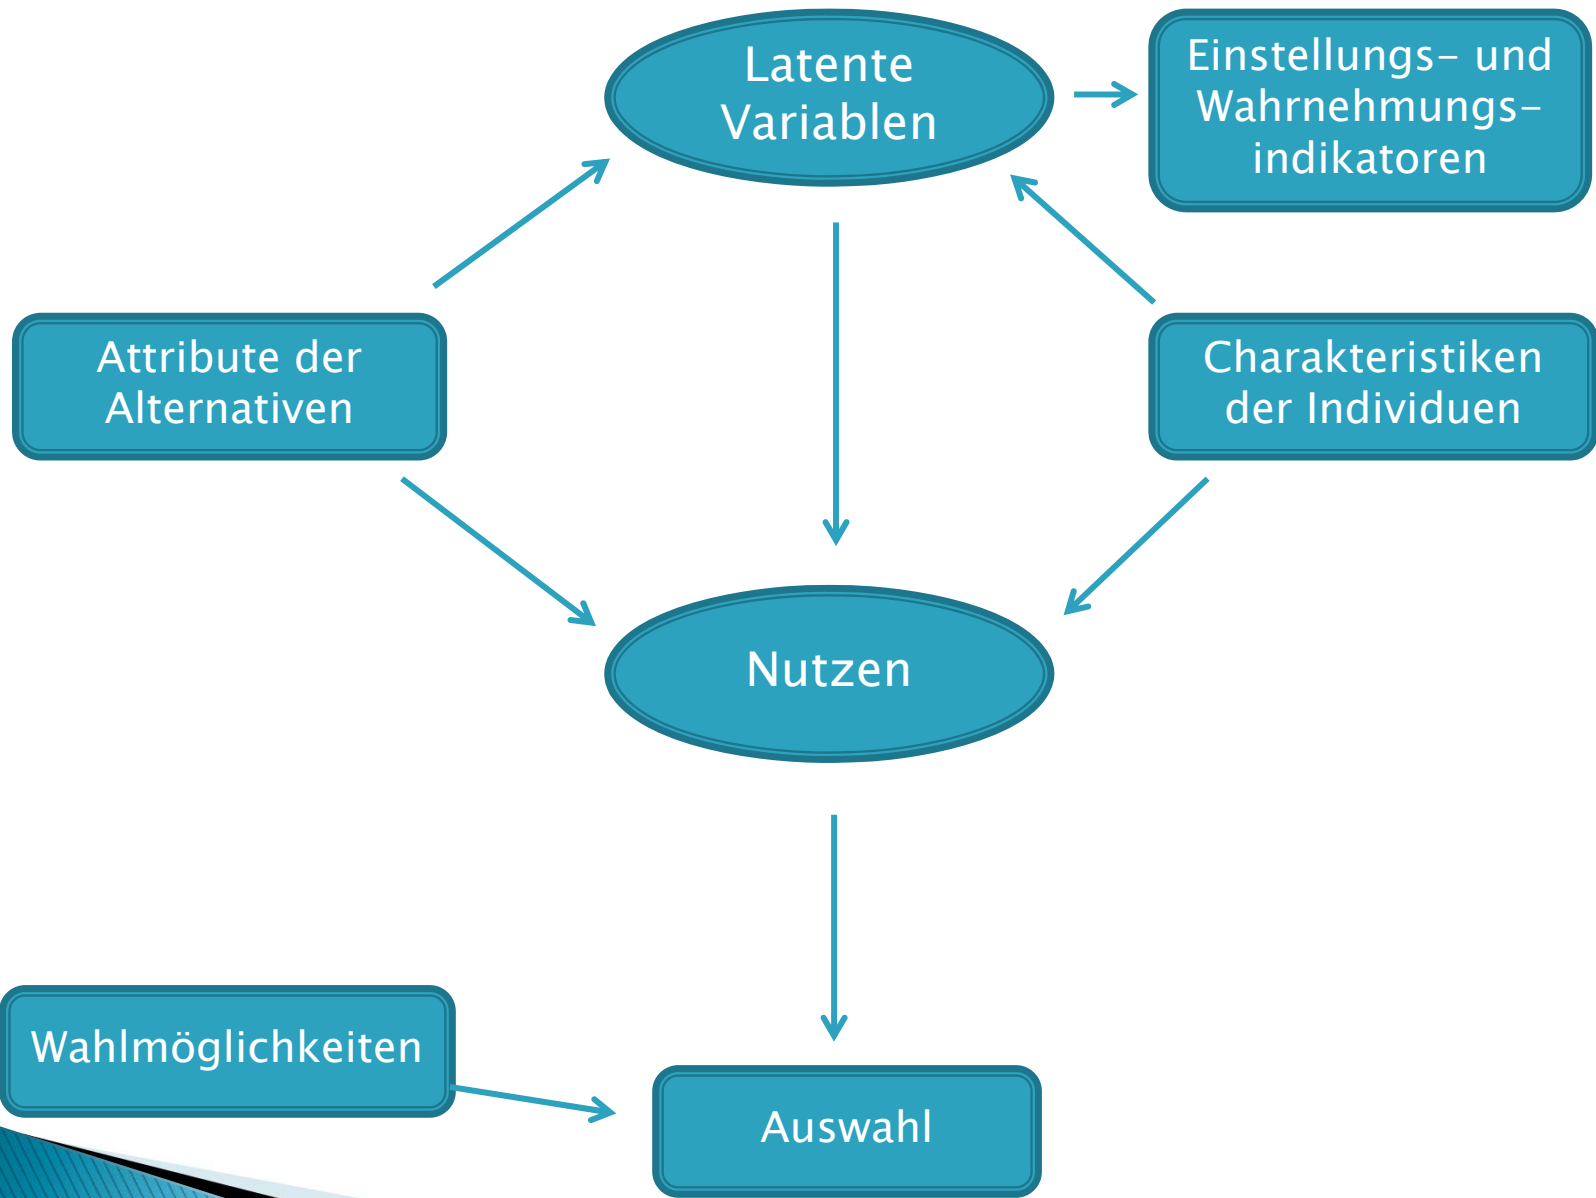 Latente
Variablen
Einstellungs- und
Wahrnehmungs-
indikatoren
Attribute der
Alternativen
Charakteristiken
der Individuen
Nutzen
Wahlmöglichkeiten
Auswahl